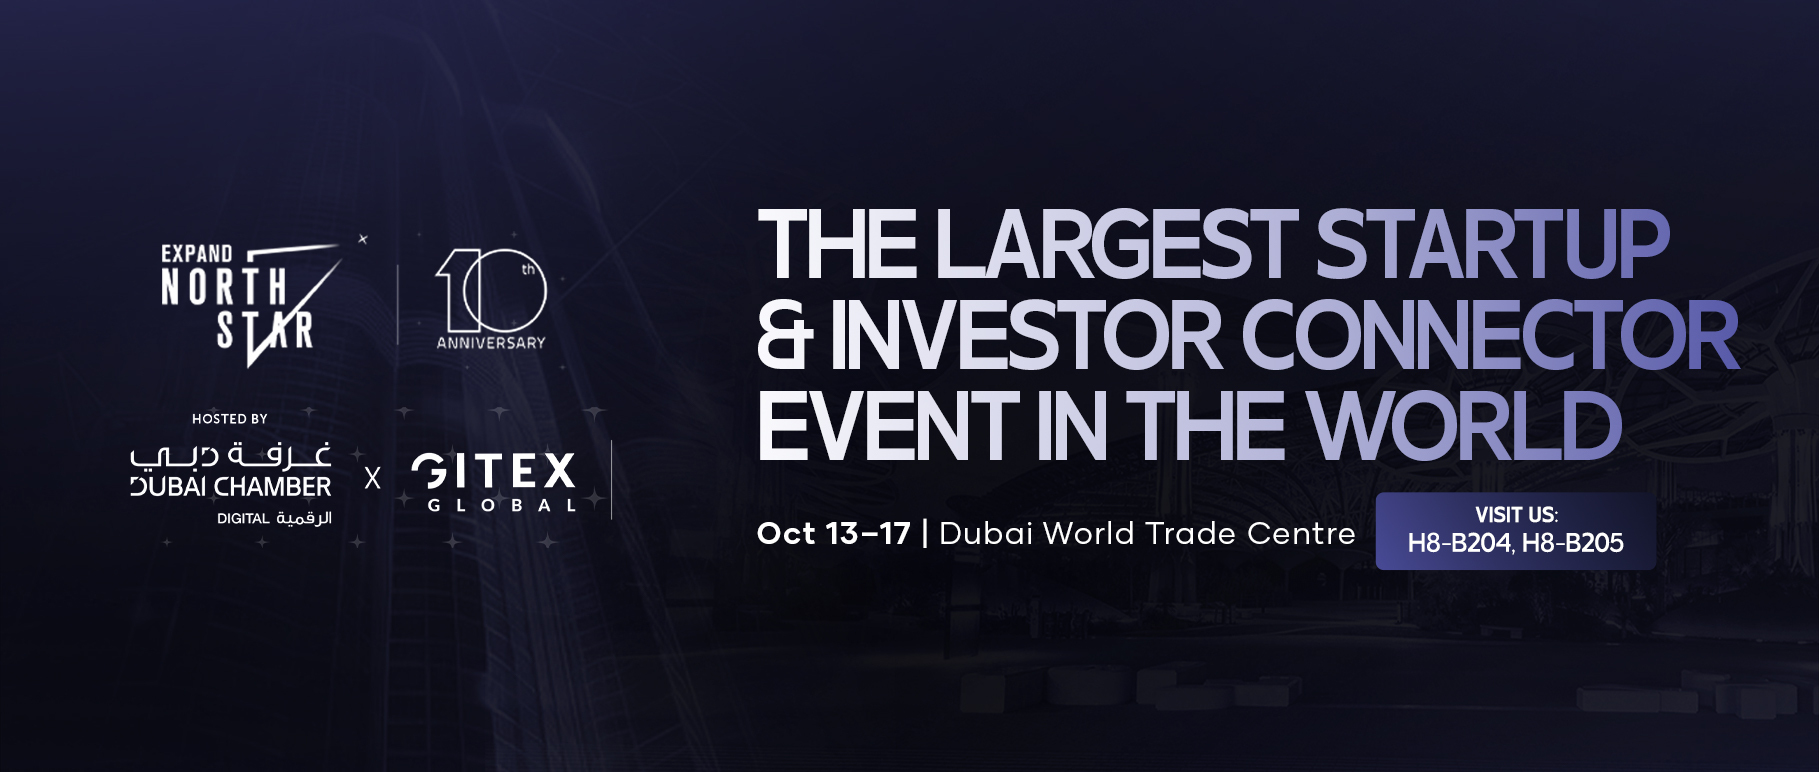 EXPAND
NORTH
STAR
10th
ANNIVERSARY
HOSTED BY
غرفة دبي
DUBAI CHAMBER
DIGITAL الرقمية
X
GITEX
GLOBAL
THE LARGEST STARTUP
& INVESTOR CONNECTOR
EVENT IN THE WORLD
Oct 13–17 | Dubai World Trade Centre
VISIT US:
H8-B204, H8-B205